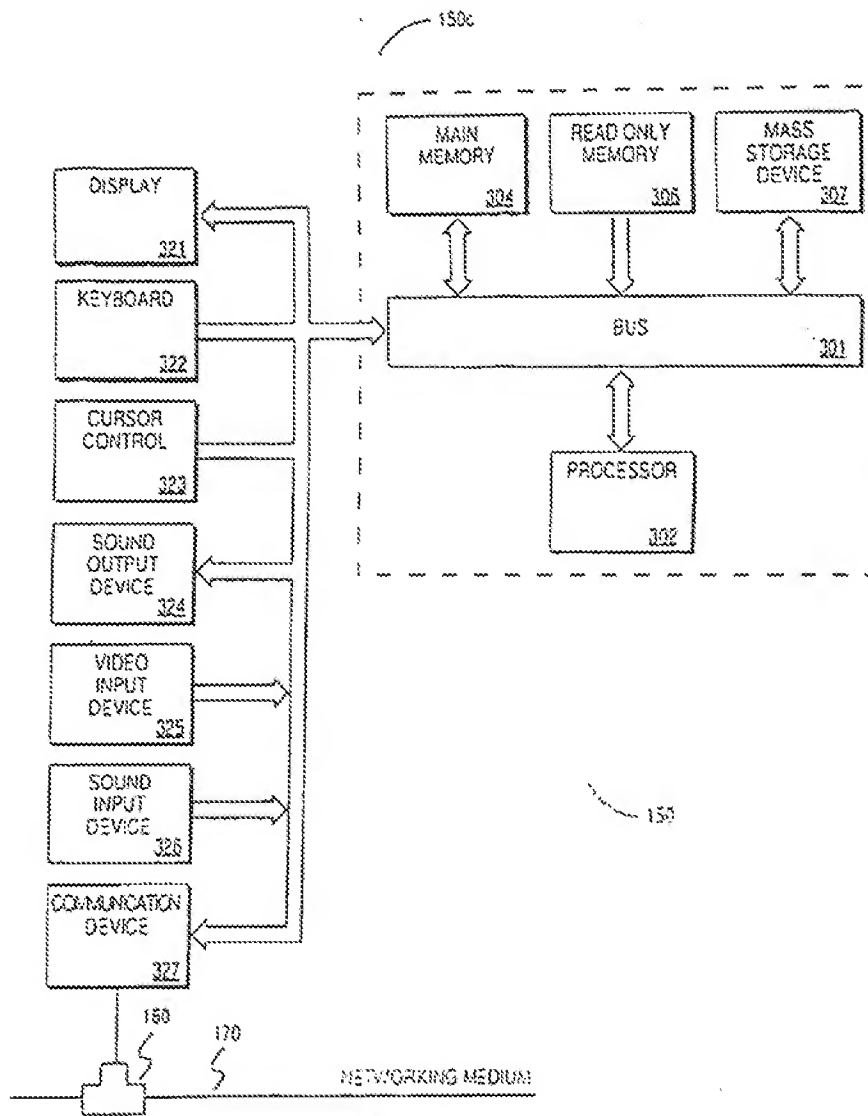 150c
MAIN
MEMORY
304
READ ONLY
MEMORY
306
MASS
STORAGE
DEVICE
307
DISPLAY
321
KEYBOARD
322
BUS
301
CURSOR
CONTROL
323
PROCESSOR
302
SOUND
OUTPUT
DEVICE
324
VIDEO
INPUT
DEVICE
325
SOUND
INPUT
DEVICE
326
150
COMMUNICATION
DEVICE
327
160
170
NETWORKING MEDIUM